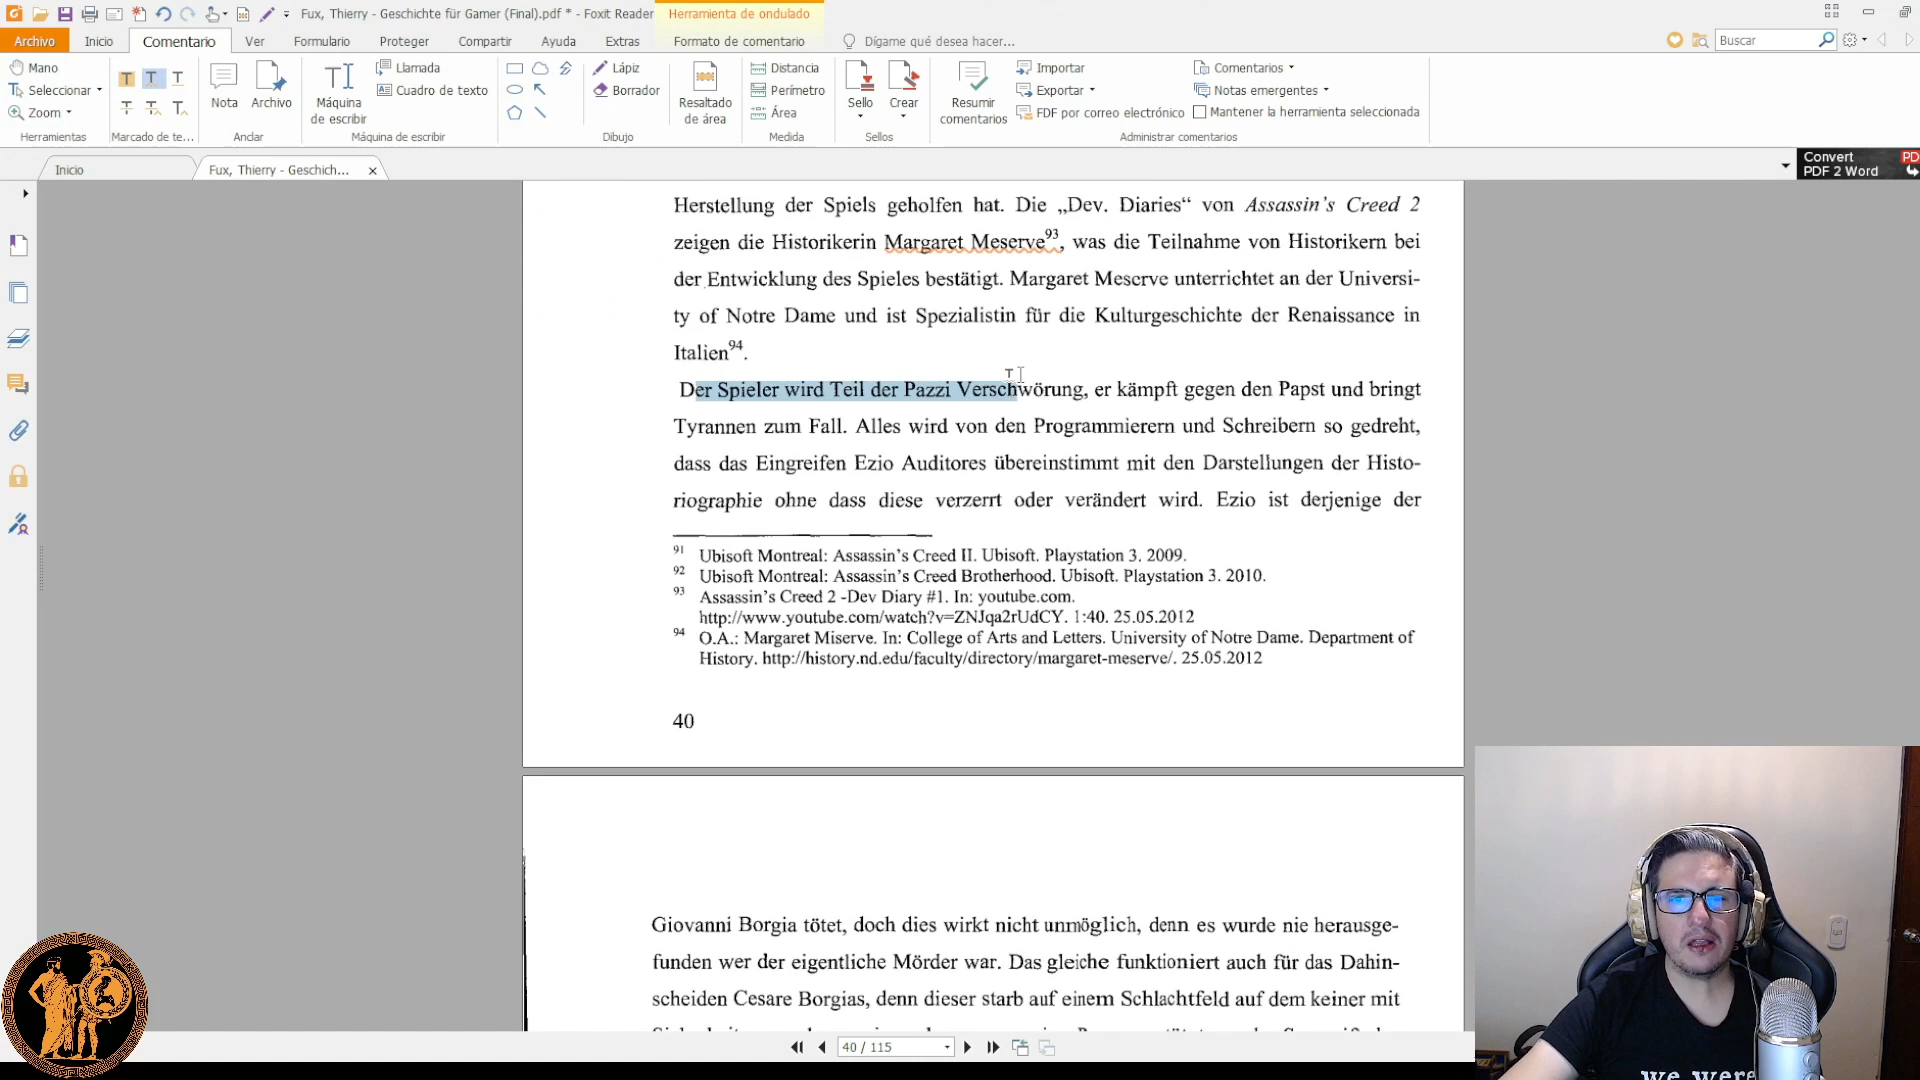 Fux, Thierry - Geschichte für Gamer (Final).pdf * - Foxit Reader
Herramienta de ondulado
Archivo Inicio Comentario Ver Formulario Proteger Compartir Ayuda Extras Formato de comentario Dígame qué desea hacer... Buscar
Mano
Seleccionar
Zoom
Herramientas
Marcado de te...
Nota
Archivo
Anclar
Máquina
de escribir
Llamada
Cuadro de texto
Máquina de escribir
Lápiz
Borrador
Dibujo
Resaltado
de área
Distancia
Perímetro
Área
Medida
Sello
Crear
Sellos
Resumir
comentarios
Importar
Exportar
FDF por correo electrónico
Comentarios
Notas emergentes
Mantener la herramienta seleccionada
Administrar comentarios
Inicio
Fux, Thierry - Geschich...
Convert
PDF 2 Word
PD
Herstellung der Spiels geholfen hat. Die „Dev. Diaries“ von Assassin's Creed 2
zeigen die Historikerin Margaret Meserve93, was die Teilnahme von Historikern bei
der Entwicklung des Spieles bestätigt. Margaret Meserve unterrichtet an der Universi-
ty of Notre Dame und ist Spezialistin für die Kulturgeschichte der Renaissance in
Italien94.
Der Spieler wird Teil der Pazzi Verschwörung, er kämpft gegen den Papst und bringt
Tyrannen zum Fall. Alles wird von den Programmierern und Schreibern so gedreht,
dass das Eingreifen Ezio Auditores übereinstimmt mit den Darstellungen der Histo-
riographie ohne dass diese verzerrt oder verändert wird. Ezio ist derjenige der
91 Ubisoft Montreal: Assassin's Creed II. Ubisoft. Playstation 3. 2009.
92 Ubisoft Montreal: Assassin's Creed Brotherhood. Ubisoft. Playstation 3. 2010.
93 Assassin's Creed 2 -Dev Diary #1. In: youtube.com.
http://www.youtube.com/watch?v=ZNJqa2rUdCY. 1:40. 25.05.2012
94 O.A.: Margaret Miserve. In: College of Arts and Letters. University of Notre Dame. Department of
History. http://history.nd.edu/faculty/directory/margaret-meserve/. 25.05.2012
40
Giovanni Borgia tötet, doch dies wirkt nicht unmöglich, denn es wurde nie herausge-
funden wer der eigentliche Mörder war. Das gleiche funktioniert auch für das Dahin-
scheiden Cesare Borgias, denn dieser starb auf einem Schlachtfeld auf dem keiner mit
40 / 115
we were